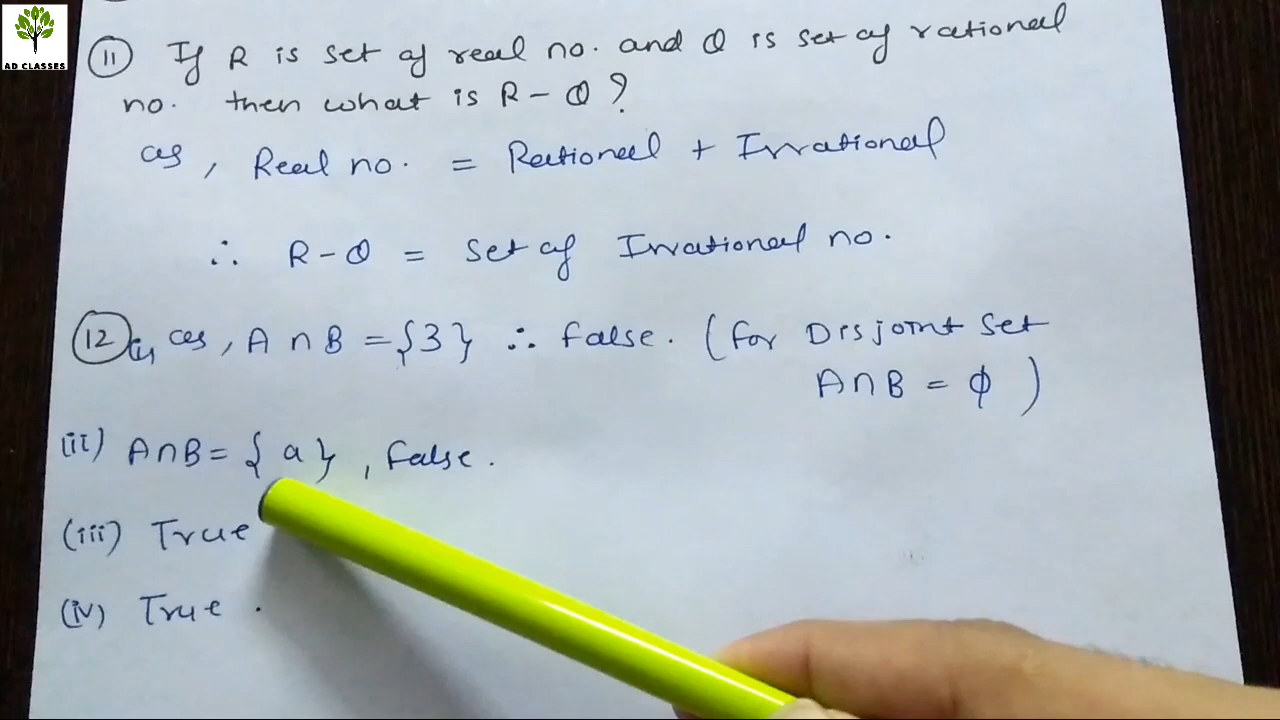 AD CLASSES
(11) If R is set of real no. and Q is set of rational
no. then what is R - Q ?
as, Real no. = Rational + Irrational
∴ R - Q = set of Irrational no.
(12) (i) as, A ∩ B = {3} ∴ false. (for Disjoint set
A ∩ B = ϕ )
(ii) A ∩ B = { a } , false.
(iii) True
(iv) True .